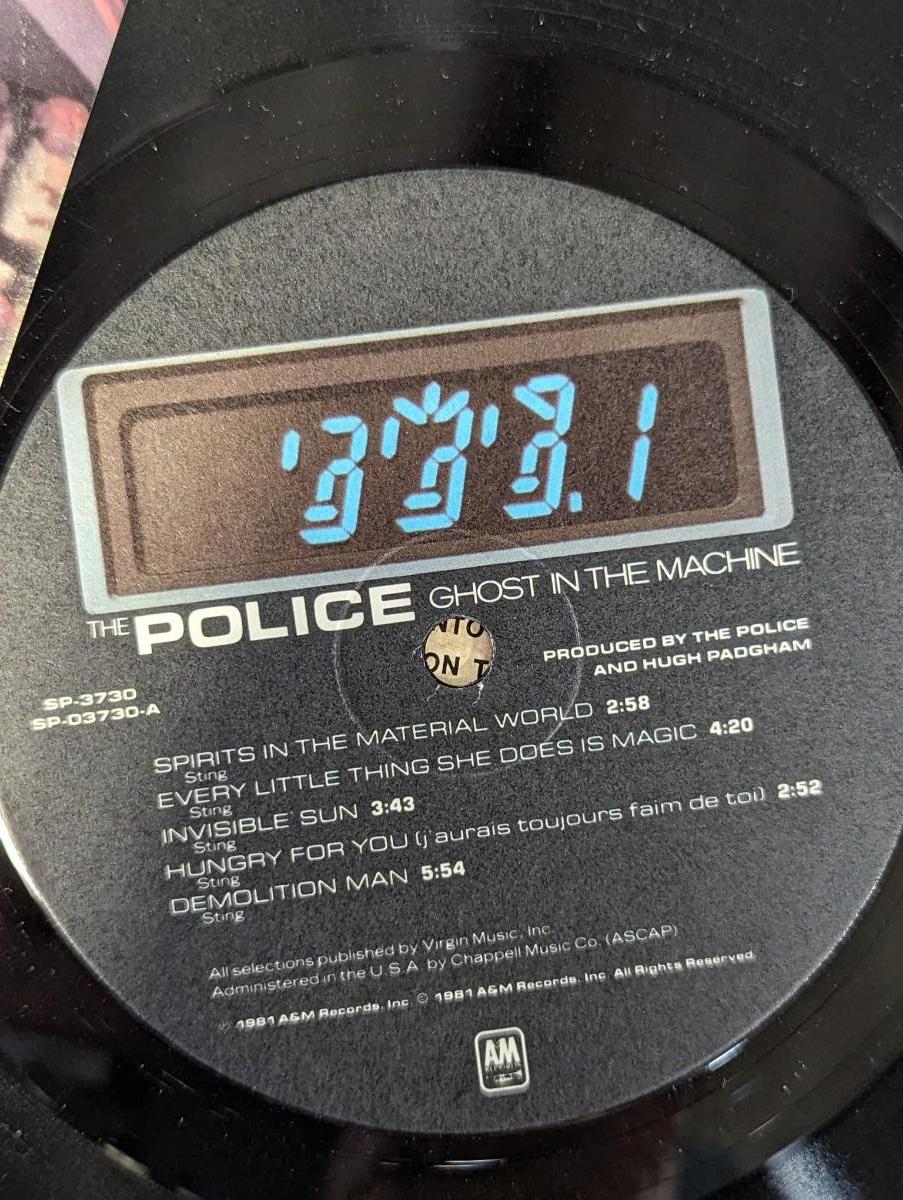 THE POLICE GHOST IN THE MACHINE
NTO
ON T
PRODUCED BY THE POLICE
AND HUGH PADGHAM
SP-3730
SP-03730-A
SPIRITS IN THE MATERIAL WORLD 2:58
Sting
EVERY LITTLE THING SHE DOES IS MAGIC 4:20
Sting
INVISIBLE SUN 3:43
Sting
HUNGRY FOR YOU (j'aurais toujours faim de toi) 2:52
Sting
DEMOLITION MAN 5:54
Sting
All selections published by Virgin Music, Inc.
Administered in the U.S.A. by Chappell Music Co. (ASCAP)
℗ 1981 A&M Records, Inc. © 1981 A&M Records, Inc. All Rights Reserved
A&M